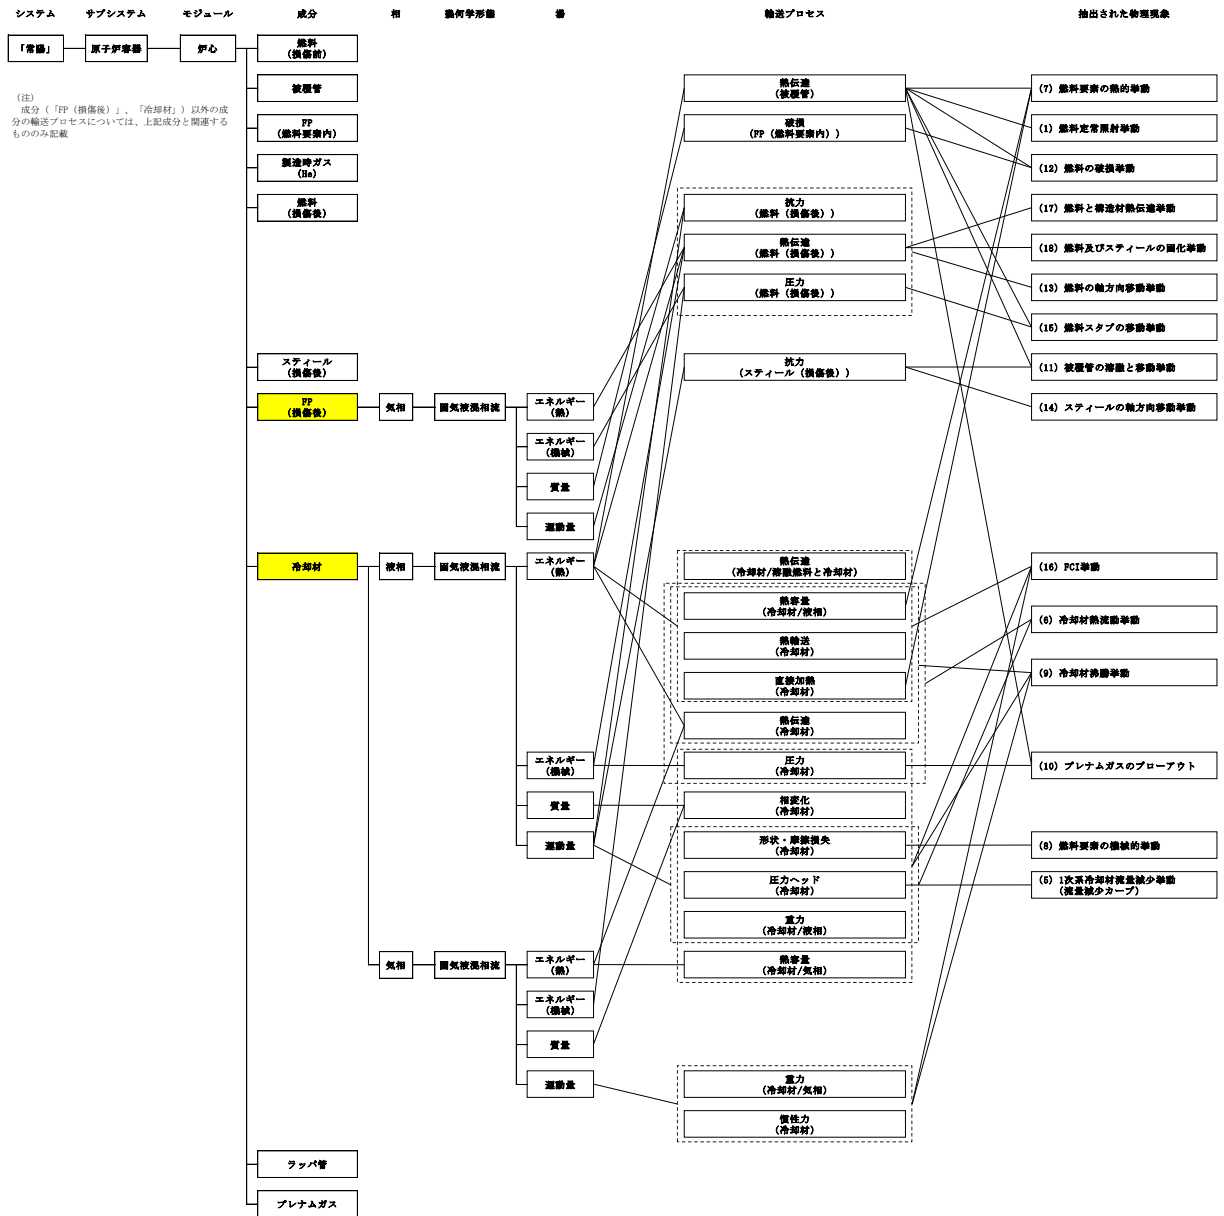 システム
サブシステム
モジュール
成分
相
幾何学形態
場
輸送プロセス
抽出された物理現象
「常陽」
原子炉容器
炉心
燃料
(損傷前)
被覆管
FP
(燃料要素内)
製造時ガス
(He)
燃料
(損傷後)
(注)
成分(「FP(損傷後)」、「冷却材」)以外の成
分の輸送プロセスについては、上記成分と関連する
もののみ記載
スティール
(損傷後)
FP
(損傷後)
気相
固気液混相流
エネルギー
(熱)
エネルギー
(機械)
質量
運動量
冷却材
液相
固気液混相流
エネルギー
(熱)
エネルギー
(機械)
質量
運動量
気相
固気液混相流
エネルギー
(熱)
エネルギー
(機械)
質量
運動量
ラッパ管
プレナムガス
熱伝達
(被覆管)
破損
(FP(燃料要素内))
抗力
(燃料(損傷後))
熱伝達
(燃料(損傷後))
圧力
(燃料(損傷後))
抗力
(スティール(損傷後))
熱伝達
(冷却材/溶融燃料と冷却材)
熱容量
(冷却材/液相)
熱輸送
(冷却材)
直接加熱
(冷却材)
熱伝達
(冷却材)
圧力
(冷却材)
相変化
(冷却材)
形状・摩擦損失
(冷却材)
圧力ヘッド
(冷却材)
重力
(冷却材/液相)
熱容量
(冷却材/気相)
重力
(冷却材/気相)
慣性力
(冷却材)
(7) 燃料要素の熱的挙動
(1) 燃料定常照射挙動
(12) 燃料の破損挙動
(17) 燃料と構造材熱伝達挙動
(18) 燃料及びスティールの固化挙動
(13) 燃料の軸方向移動挙動
(15) 燃料スタブの移動挙動
(11) 被覆管の溶融と移動挙動
(14) スティールの軸方向移動挙動
(16) FCI挙動
(6) 冷却材熱流動挙動
(9) 冷却材沸騰挙動
(10) プレナムガスのブローアウト
(8) 燃料要素の機械的挙動
(5) 1次系冷却材流量減少挙動
(流量減少カーブ)